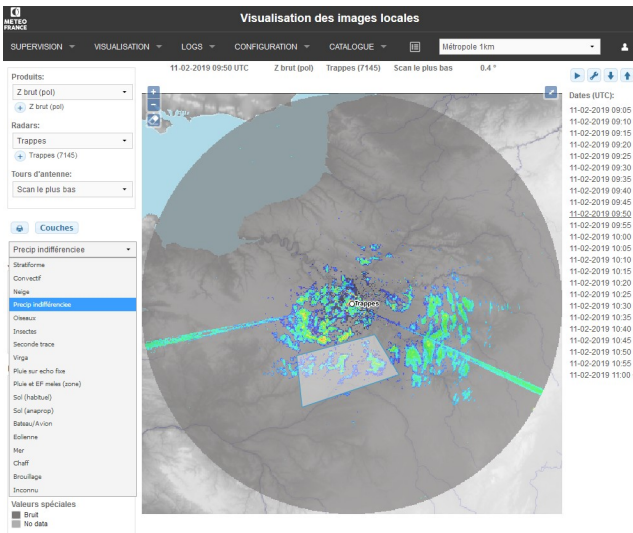 METEO
FRANCE
Visualisation des images locales
SUPERVISION
VISUALISATION
LOGS
CONFIGURATION
CATALOGUE
Métropole 1km
11-02-2019 09:50 UTC Z brut (pol) Trappes (7145) Scan le plus bas 0.4 °
Produits:
Z brut (pol)
Z brut (pol)
Radars:
Trappes
Trappes (7145)
Tours d'antenne:
Scan le plus bas
Couches
Precip indifférenciee
Stratiforme
Convectif
Neige
Precip indifférenciee
Oiseaux
Insectes
Seconde trace
Virga
Pluie sur echo fixe
Pluie et EF meles (zone)
Sol (habituel)
Sol (anaprop)
Bateau/Avion
Eolienne
Mer
Chaff
Brouillage
Inconnu
Valeurs spéciales
Bruit
No data
Trappes
Dates (UTC):
11-02-2019 09:05
11-02-2019 09:10
11-02-2019 09:15
11-02-2019 09:20
11-02-2019 09:25
11-02-2019 09:30
11-02-2019 09:35
11-02-2019 09:40
11-02-2019 09:45
11-02-2019 09:50
11-02-2019 09:55
11-02-2019 10:00
11-02-2019 10:05
11-02-2019 10:10
11-02-2019 10:15
11-02-2019 10:20
11-02-2019 10:25
11-02-2019 10:30
11-02-2019 10:35
11-02-2019 10:40
11-02-2019 10:45
11-02-2019 10:50
11-02-2019 10:55
11-02-2019 11:00